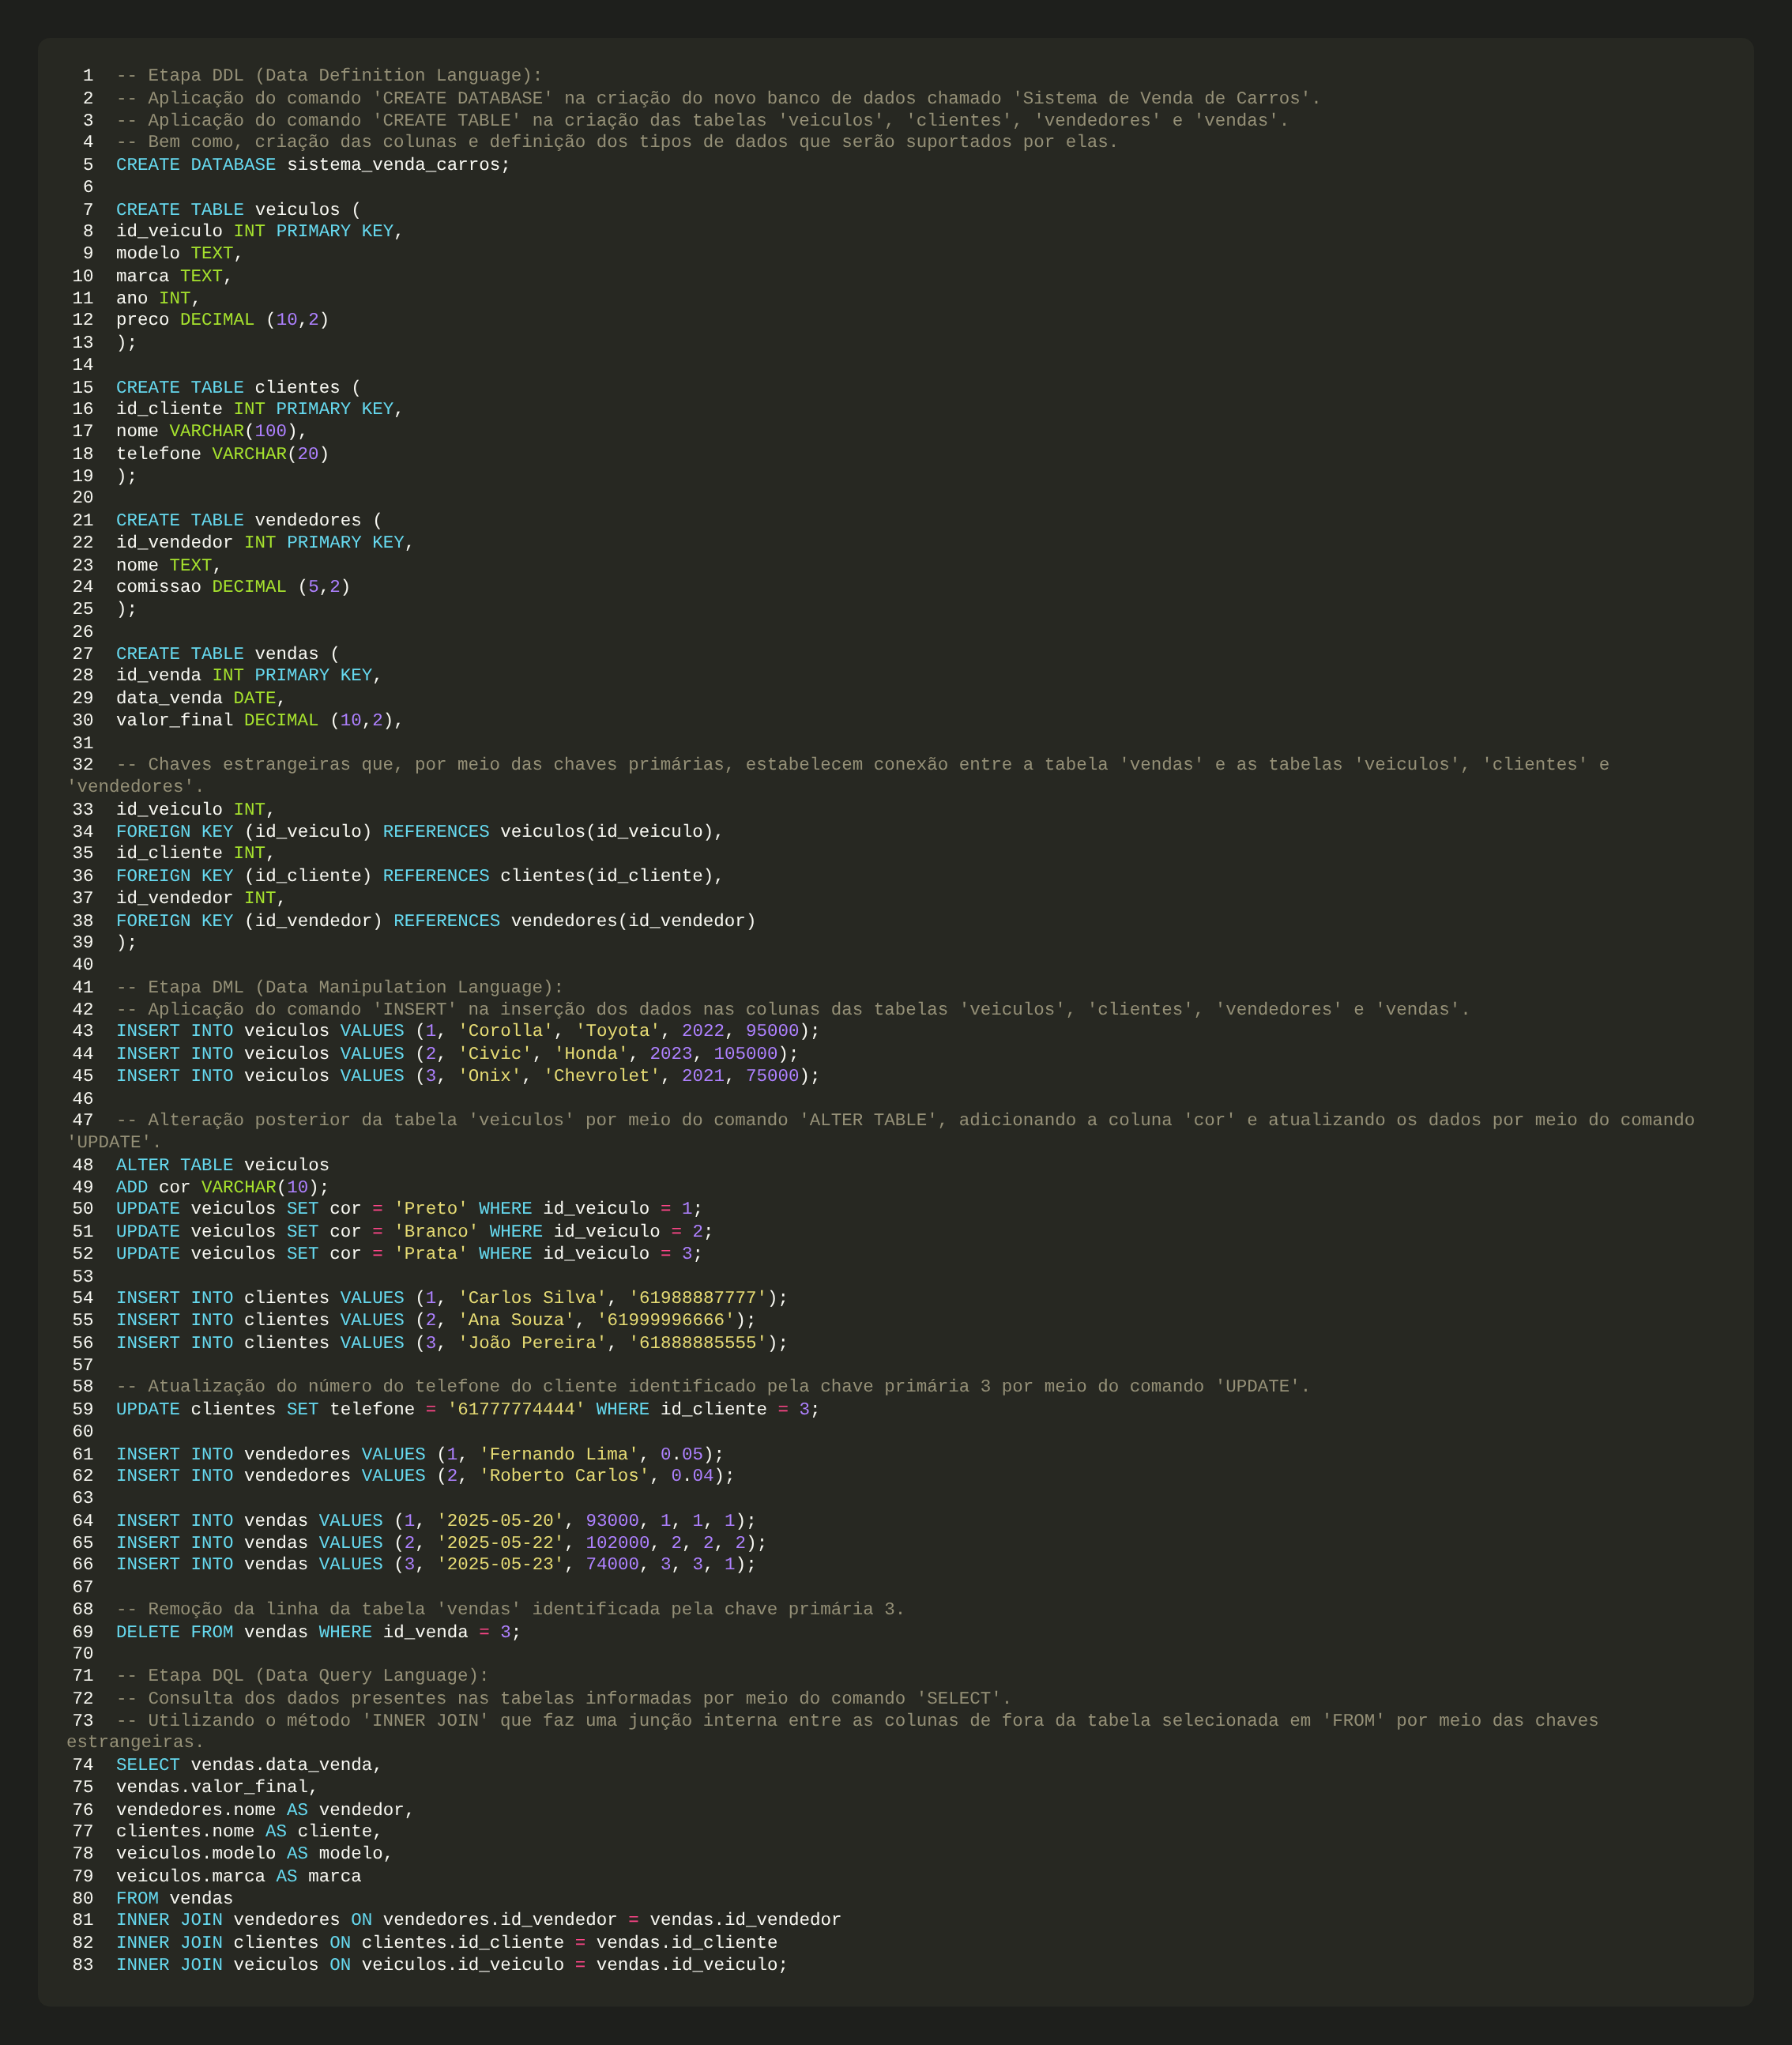 1 -- Etapa DDL (Data Definition Language):
2 -- Aplicação do comando 'CREATE DATABASE' na criação do novo banco de dados chamado 'Sistema de Venda de Carros'.
3 -- Aplicação do comando 'CREATE TABLE' na criação das tabelas 'veiculos', 'clientes', 'vendedores' e 'vendas'.
4 -- Bem como, criação das colunas e definição dos tipos de dados que serão suportados por elas.
5 CREATE DATABASE sistema_venda_carros;
6
7 CREATE TABLE veiculos (
8 id_veiculo INT PRIMARY KEY,
9 modelo TEXT,
10 marca TEXT,
11 ano INT,
12 preco DECIMAL (10,2)
13 );
14
15 CREATE TABLE clientes (
16 id_cliente INT PRIMARY KEY,
17 nome VARCHAR(100),
18 telefone VARCHAR(20)
19 );
20
21 CREATE TABLE vendedores (
22 id_vendedor INT PRIMARY KEY,
23 nome TEXT,
24 comissao DECIMAL (5,2)
25 );
26
27 CREATE TABLE vendas (
28 id_venda INT PRIMARY KEY,
29 data_venda DATE,
30 valor_final DECIMAL (10,2),
31
32 -- Chaves estrangeiras que, por meio das chaves primárias, estabelecem conexão entre a tabela 'vendas' e as tabelas 'veiculos', 'clientes' e
'vendedores'.
33 id_veiculo INT,
34 FOREIGN KEY (id_veiculo) REFERENCES veiculos(id_veiculo),
35 id_cliente INT,
36 FOREIGN KEY (id_cliente) REFERENCES clientes(id_cliente),
37 id_vendedor INT,
38 FOREIGN KEY (id_vendedor) REFERENCES vendedores(id_vendedor)
39 );
40
41 -- Etapa DML (Data Manipulation Language):
42 -- Aplicação do comando 'INSERT' na inserção dos dados nas colunas das tabelas 'veiculos', 'clientes', 'vendedores' e 'vendas'.
43 INSERT INTO veiculos VALUES (1, 'Corolla', 'Toyota', 2022, 95000);
44 INSERT INTO veiculos VALUES (2, 'Civic', 'Honda', 2023, 105000);
45 INSERT INTO veiculos VALUES (3, 'Onix', 'Chevrolet', 2021, 75000);
46
47 -- Alteração posterior da tabela 'veiculos' por meio do comando 'ALTER TABLE', adicionando a coluna 'cor' e atualizando os dados por meio do comando
'UPDATE'.
48 ALTER TABLE veiculos
49 ADD cor VARCHAR(10);
50 UPDATE veiculos SET cor = 'Preto' WHERE id_veiculo = 1;
51 UPDATE veiculos SET cor = 'Branco' WHERE id_veiculo = 2;
52 UPDATE veiculos SET cor = 'Prata' WHERE id_veiculo = 3;
53
54 INSERT INTO clientes VALUES (1, 'Carlos Silva', '61988887777');
55 INSERT INTO clientes VALUES (2, 'Ana Souza', '61999996666');
56 INSERT INTO clientes VALUES (3, 'João Pereira', '61888885555');
57
58 -- Atualização do número do telefone do cliente identificado pela chave primária 3 por meio do comando 'UPDATE'.
59 UPDATE clientes SET telefone = '61777774444' WHERE id_cliente = 3;
60
61 INSERT INTO vendedores VALUES (1, 'Fernando Lima', 0.05);
62 INSERT INTO vendedores VALUES (2, 'Roberto Carlos', 0.04);
63
64 INSERT INTO vendas VALUES (1, '2025-05-20', 93000, 1, 1, 1);
65 INSERT INTO vendas VALUES (2, '2025-05-22', 102000, 2, 2, 2);
66 INSERT INTO vendas VALUES (3, '2025-05-23', 74000, 3, 3, 1);
67
68 -- Remoção da linha da tabela 'vendas' identificada pela chave primária 3.
69 DELETE FROM vendas WHERE id_venda = 3;
70
71 -- Etapa DQL (Data Query Language):
72 -- Consulta dos dados presentes nas tabelas informadas por meio do comando 'SELECT'.
73 -- Utilizando o método 'INNER JOIN' que faz uma junção interna entre as colunas de fora da tabela selecionada em 'FROM' por meio das chaves
estrangeiras.
74 SELECT vendas.data_venda,
75 vendas.valor_final,
76 vendedores.nome AS vendedor,
77 clientes.nome AS cliente,
78 veiculos.modelo AS modelo,
79 veiculos.marca AS marca
80 FROM vendas
81 INNER JOIN vendedores ON vendedores.id_vendedor = vendas.id_vendedor
82 INNER JOIN clientes ON clientes.id_cliente = vendas.id_cliente
83 INNER JOIN veiculos ON veiculos.id_veiculo = vendas.id_veiculo;